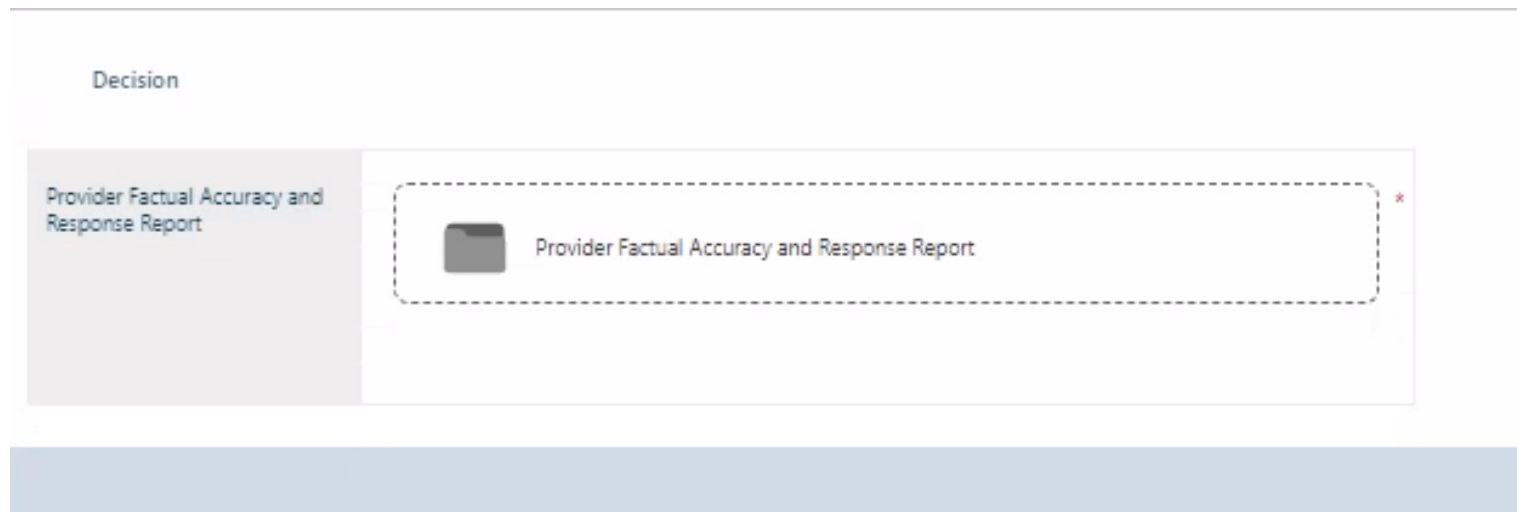 Decision
Provider Factual Accuracy and
Response Report
Provider Factual Accuracy and Response Report
*